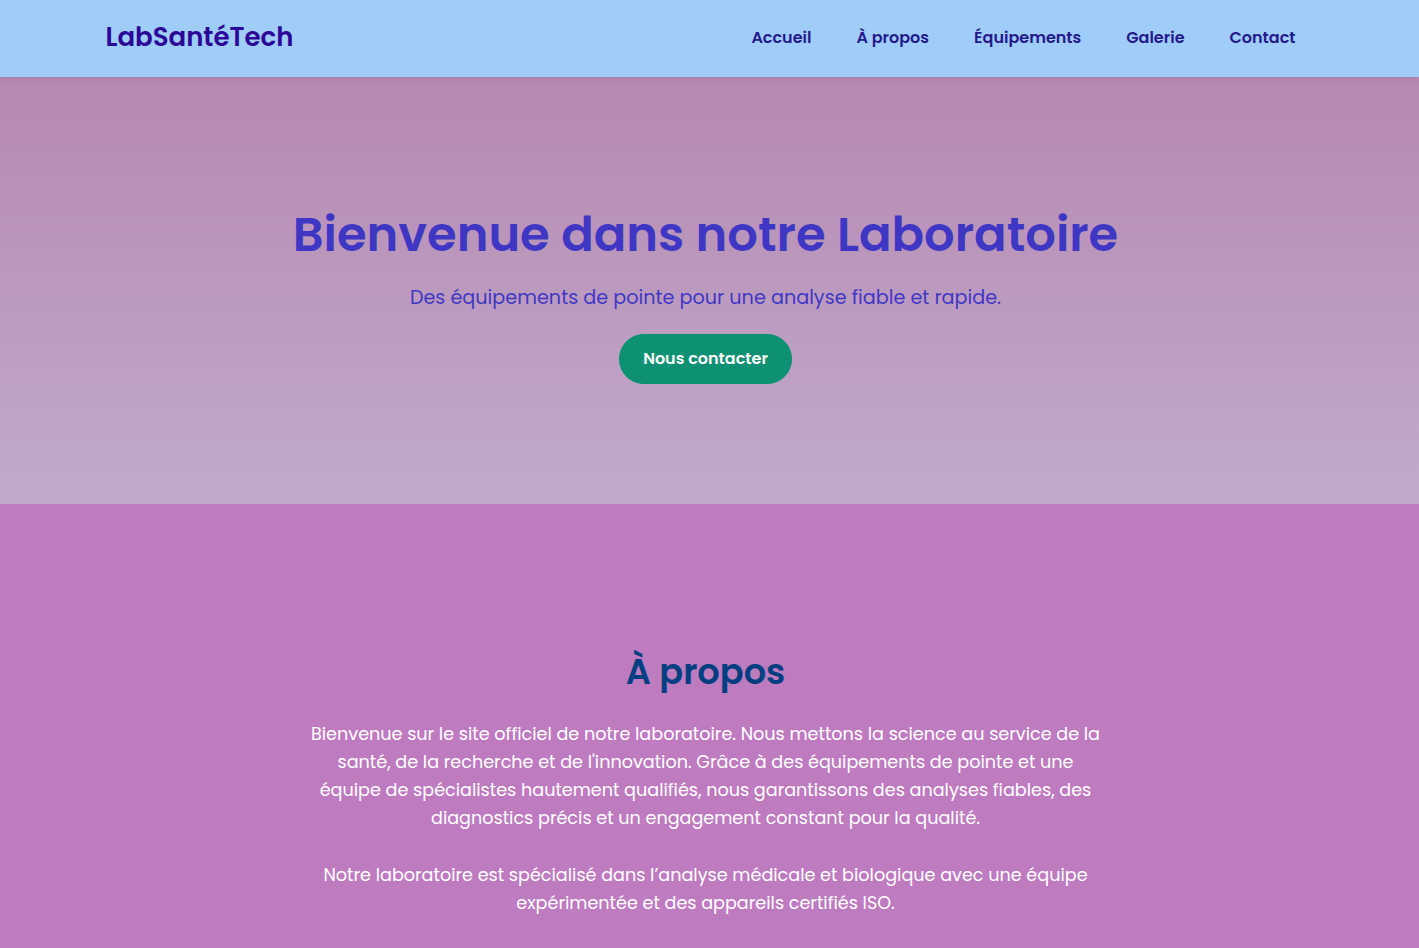 LabSantéTech
Accueil À propos Équipements Galerie Contact
Bienvenue dans notre Laboratoire
Des équipements de pointe pour une analyse fiable et rapide.
Nous contacter
À propos
Bienvenue sur le site officiel de notre laboratoire. Nous mettons la science au service de la
santé, de la recherche et de l'innovation. Grâce à des équipements de pointe et une
équipe de spécialistes hautement qualifiés, nous garantissons des analyses fiables, des
diagnostics précis et un engagement constant pour la qualité.
Notre laboratoire est spécialisé dans l’analyse médicale et biologique avec une équipe
expérimentée et des appareils certifiés ISO.